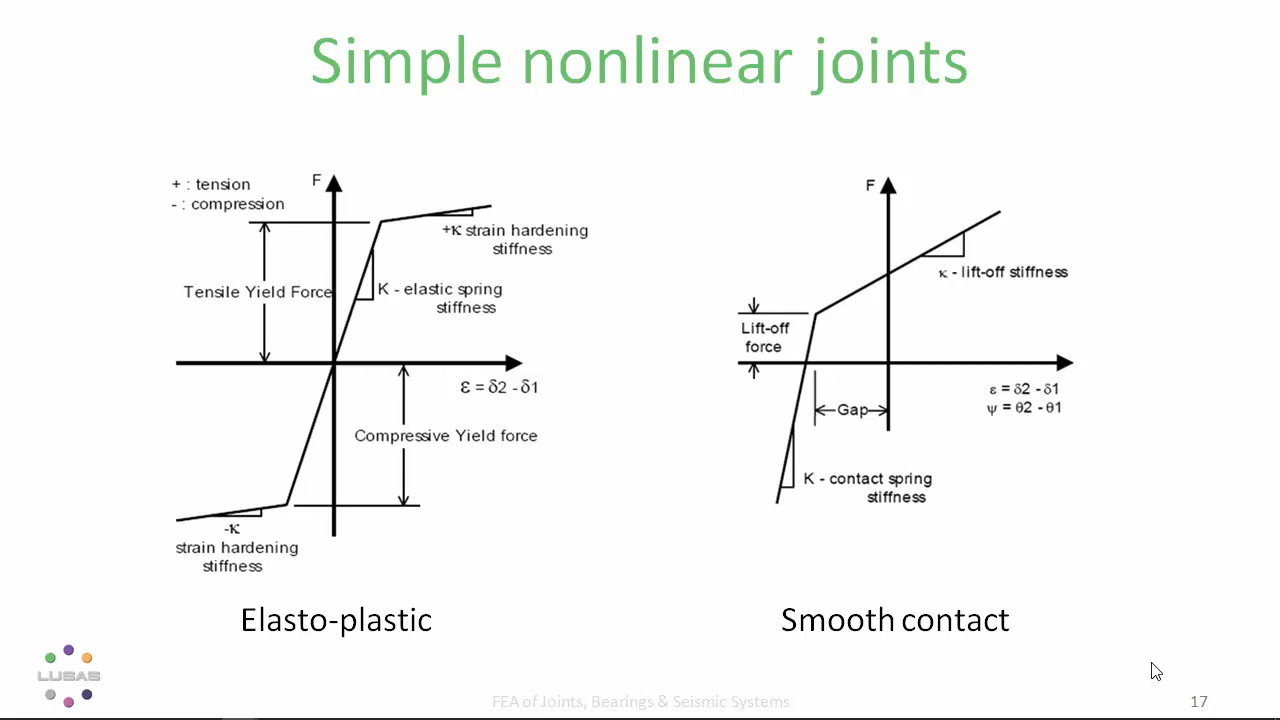 Simple nonlinear joints
+ : tension
- : compression
F
+κ strain hardening
stiffness
Tensile Yield Force
K - elastic spring
stiffness
ε = δ2 - δ1
Compressive Yield force
-κ
strain hardening
stiffness
Elasto-plastic
F
κ - lift-off stiffness
Lift-off
force
Gap
ε = δ2 - δ1
ψ = θ2 - θ1
K - contact spring
stiffness
Smooth contact
LUSAS
FEA of Joints, Bearings & Seismic Systems
17